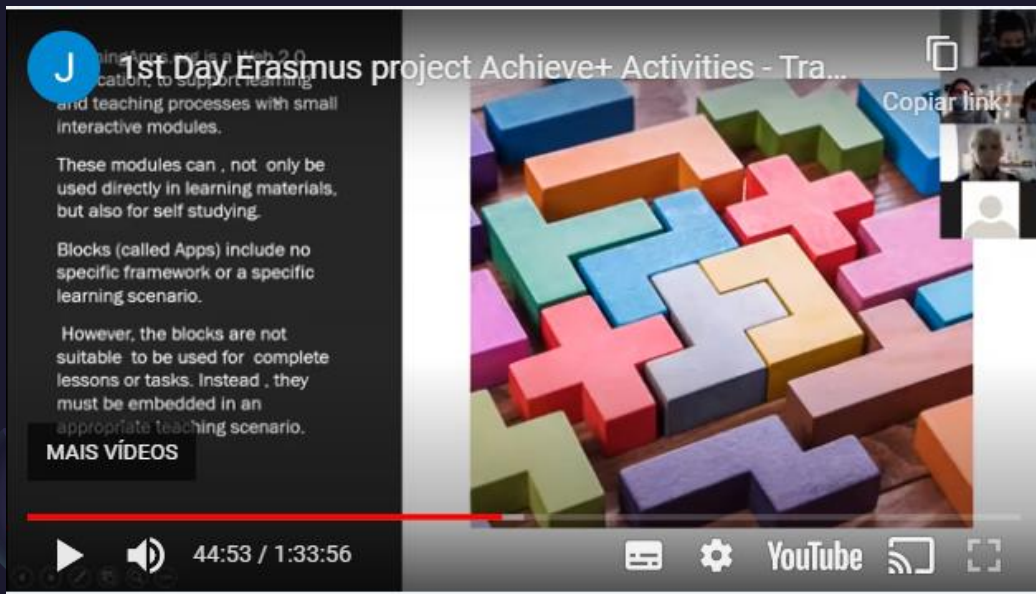 J
1st Day Erasmus project Achieve+ Activities - Tra...
Copiar link
and teaching processes with small
interactive modules.
These modules can , not only be
used directly in learning materials,
but also for self studying.
Blocks (called Apps) include no
specific framework or a specific
learning scenario.
However, the blocks are not
suitable to be used for complete
lessons or tasks. Instead , they
must be embedded in an
appropriate teaching scenario.
MAIS VÍDEOS
44:53 / 1:33:56
YouTube